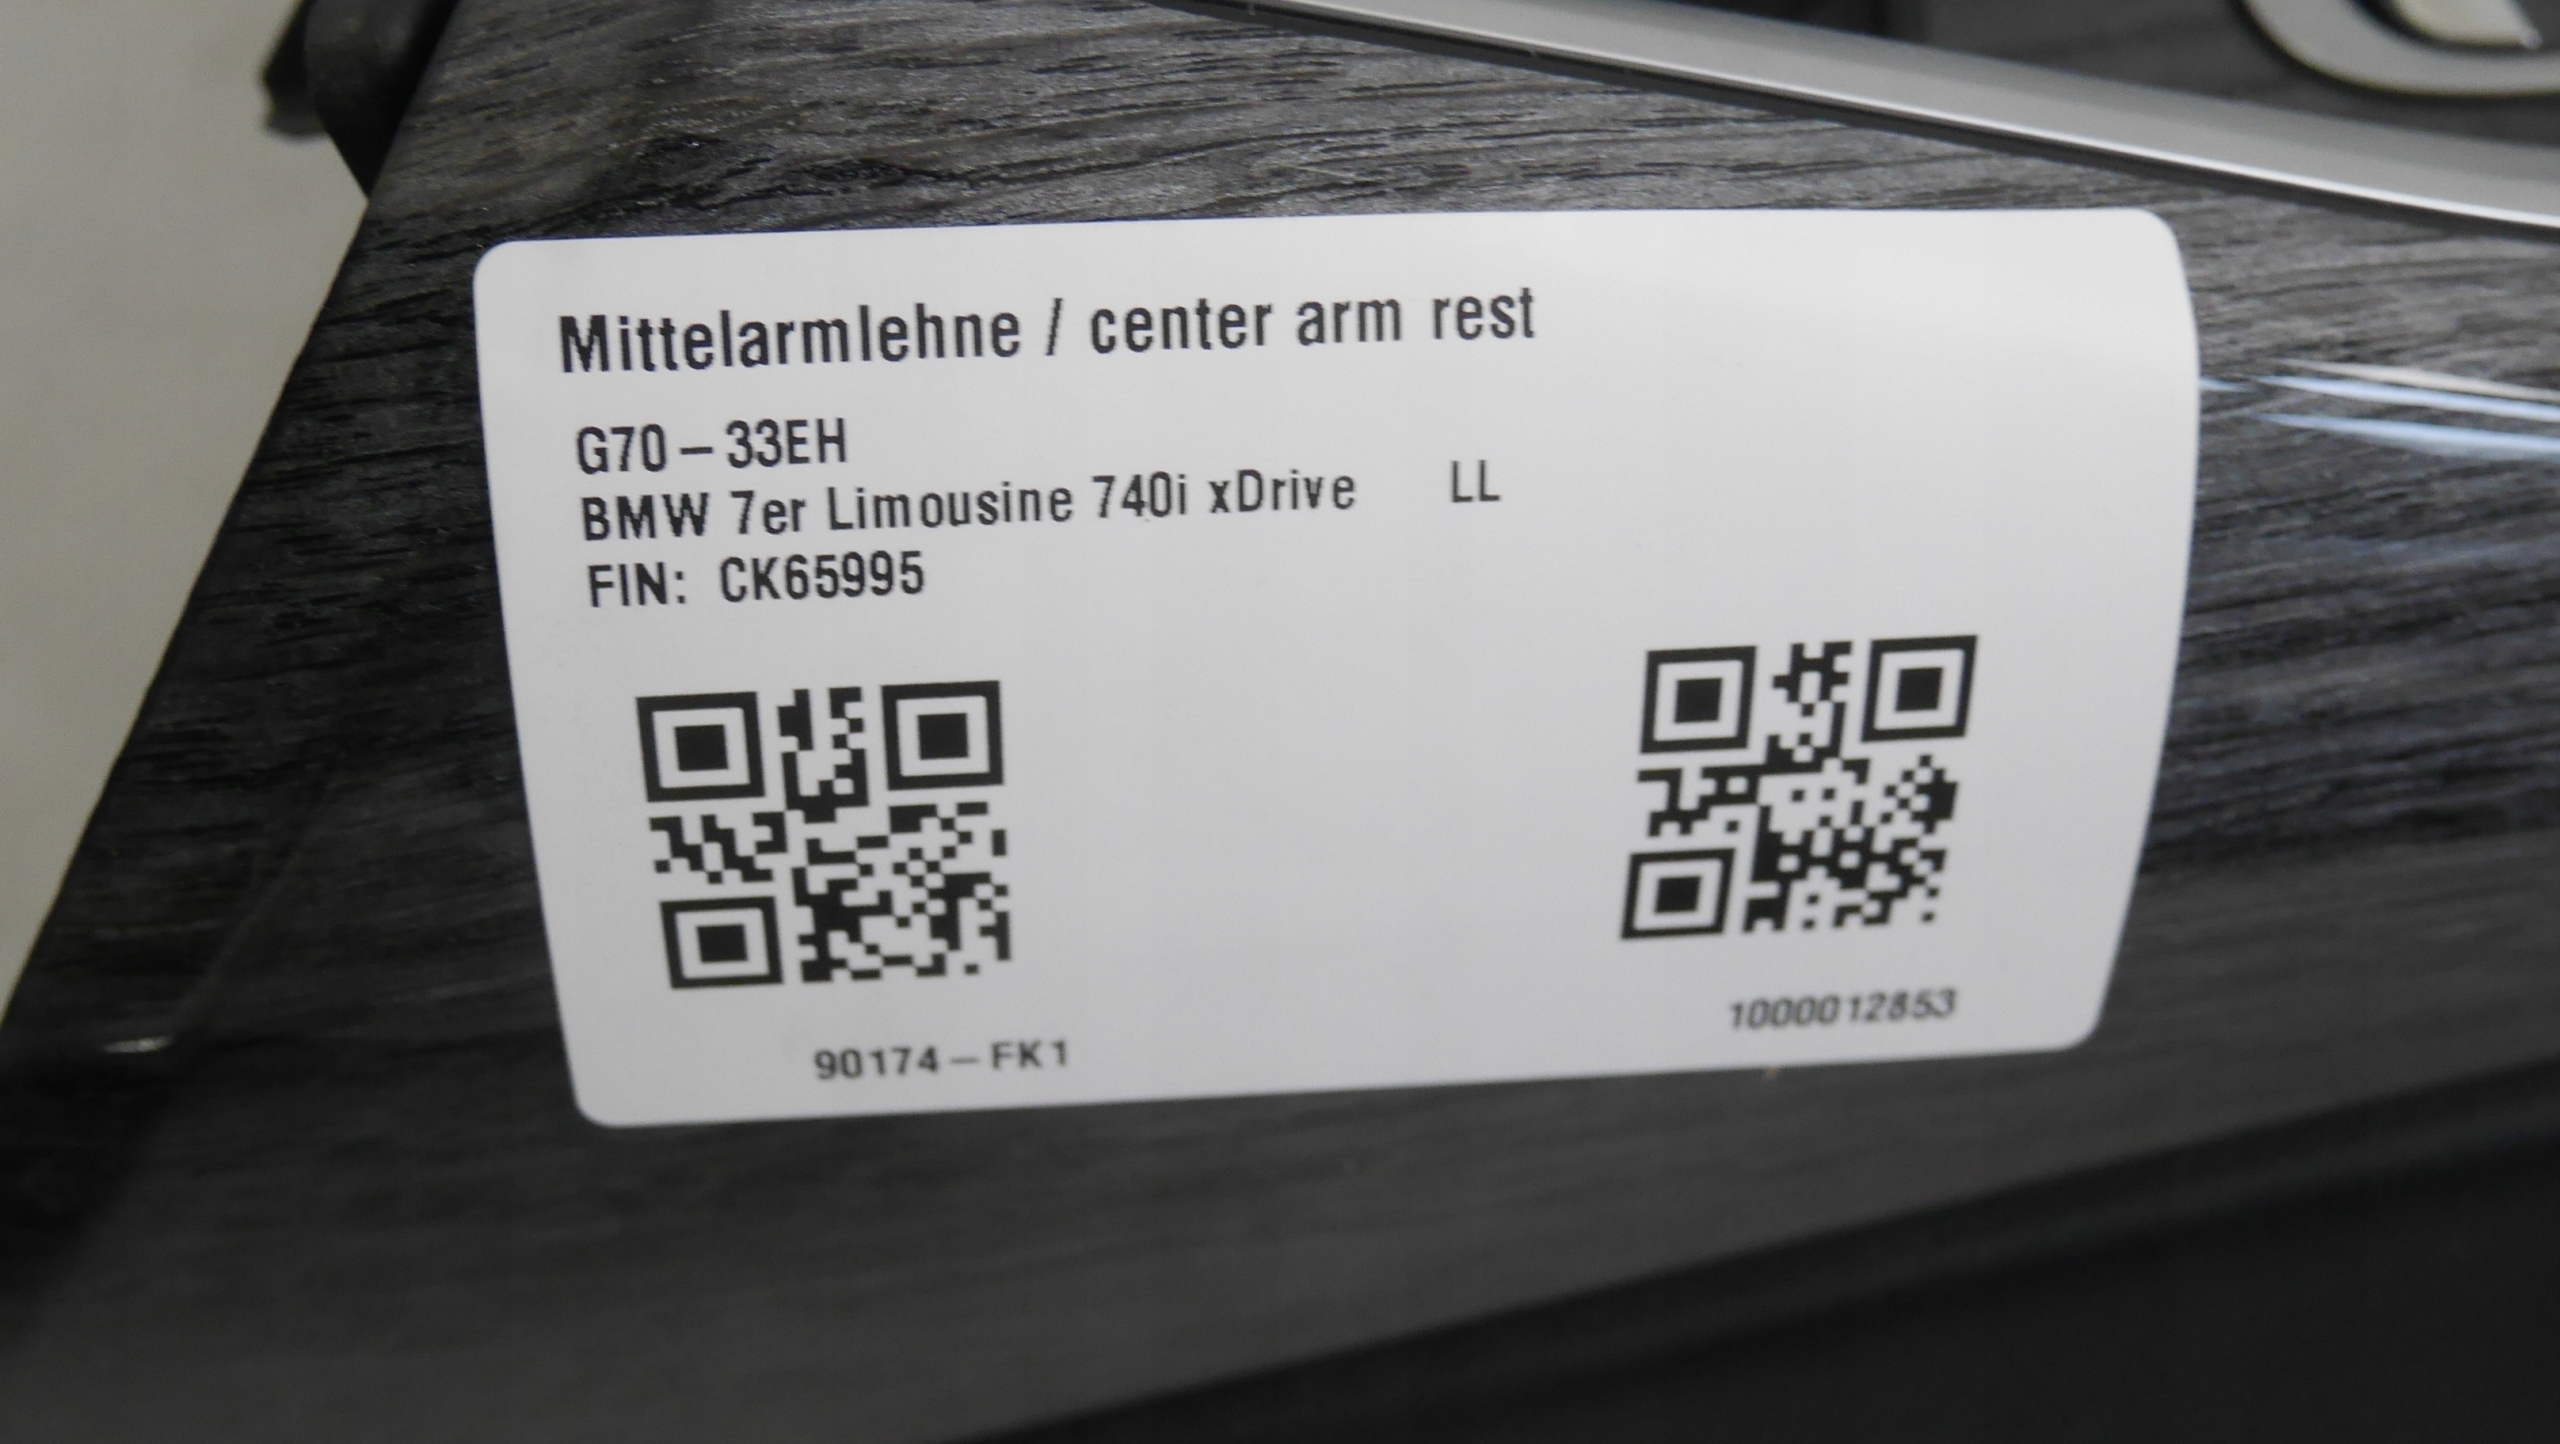 Mittelarmlehne / center arm rest
G70-33EH
BMW 7er Limousine 740i xDrive LL
FIN: CK65995
90174-FK1
1000012853